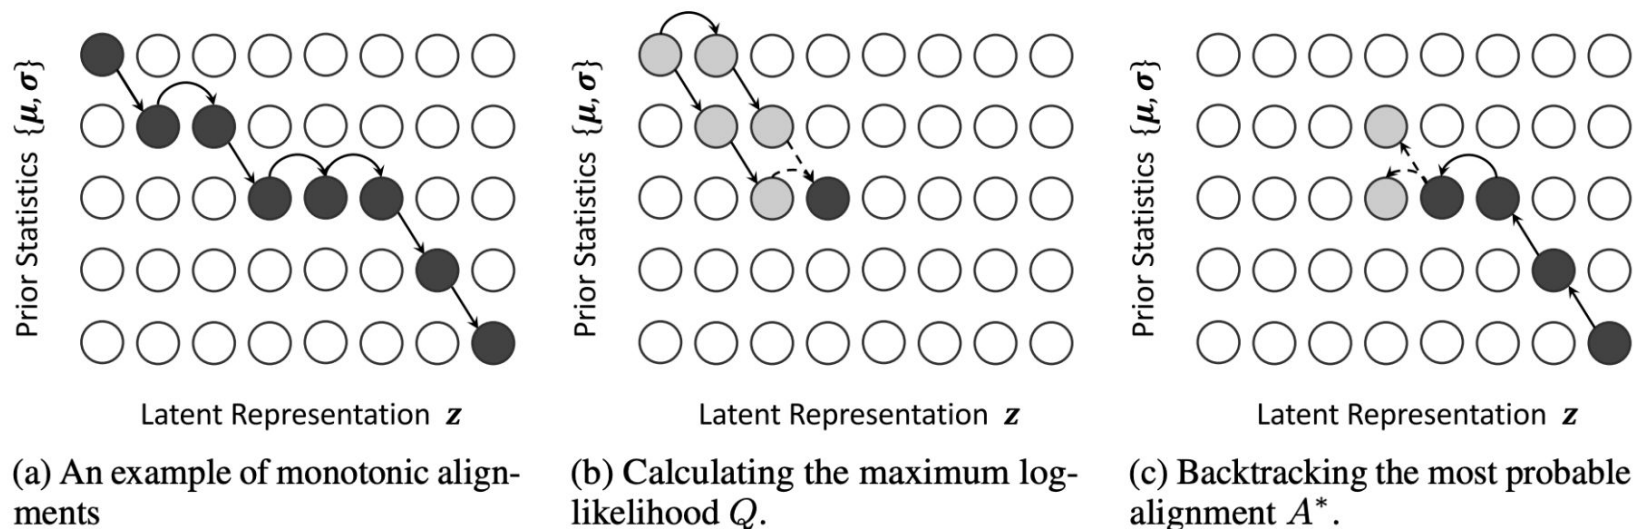 Prior Statistics {μ, σ}
Latent Representation z
(a) An example of monotonic align-
ments
Prior Statistics {μ, σ}
Latent Representation z
(b) Calculating the maximum log-
likelihood Q.
Prior Statistics {μ, σ}
Latent Representation z
(c) Backtracking the most probable
alignment A*.